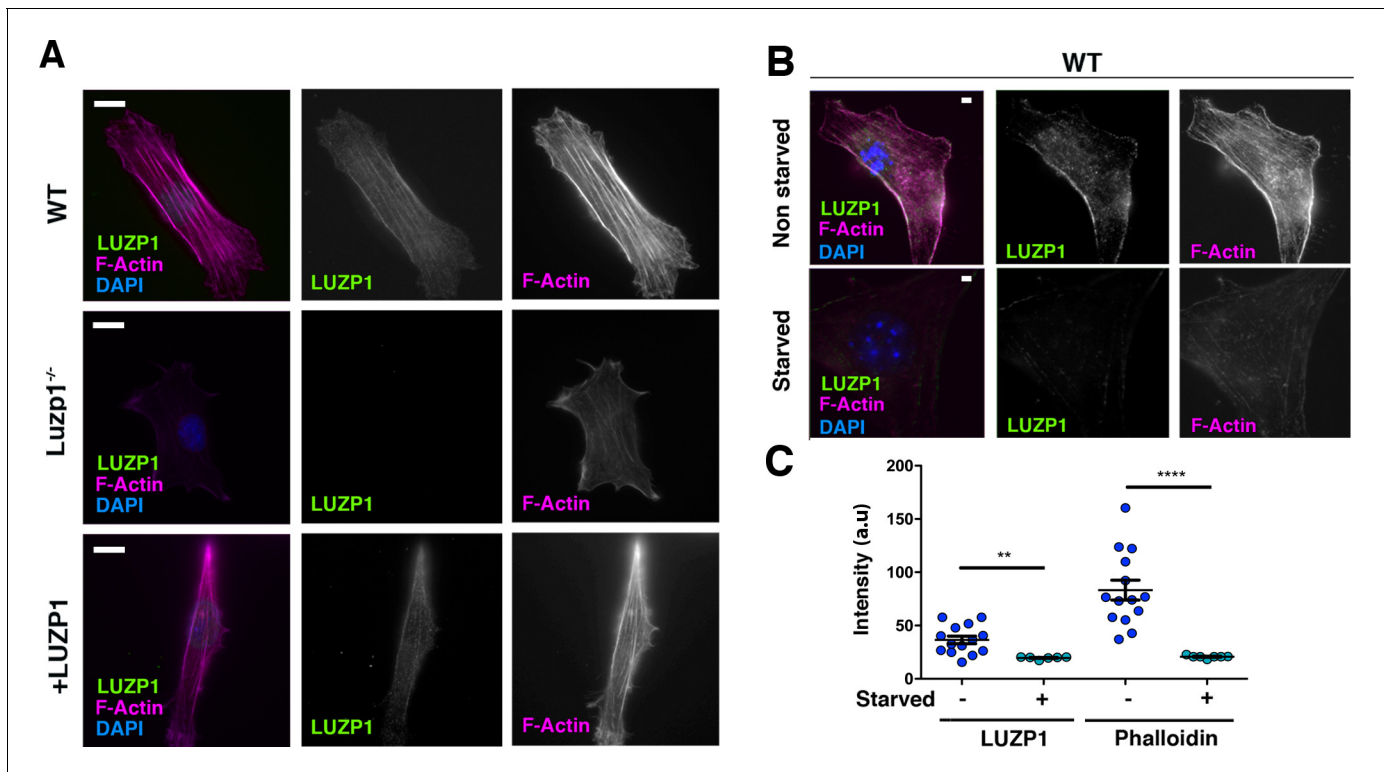 A
WT
LUZP1
F-Actin
DAPI
LUZP1
F-Actin
Luzp1-/-
LUZP1
F-Actin
DAPI
LUZP1
F-Actin
+LUZP1
LUZP1
F-Actin
DAPI
LUZP1
F-Actin
B
WT
Non starved
LUZP1
F-Actin
DAPI
LUZP1
F-Actin
Starved
LUZP1
F-Actin
DAPI
LUZP1
F-Actin
C
Intensity (a.u)
200
150
100
50
0
**
****
Starved - + - +
LUZP1 Phalloidin